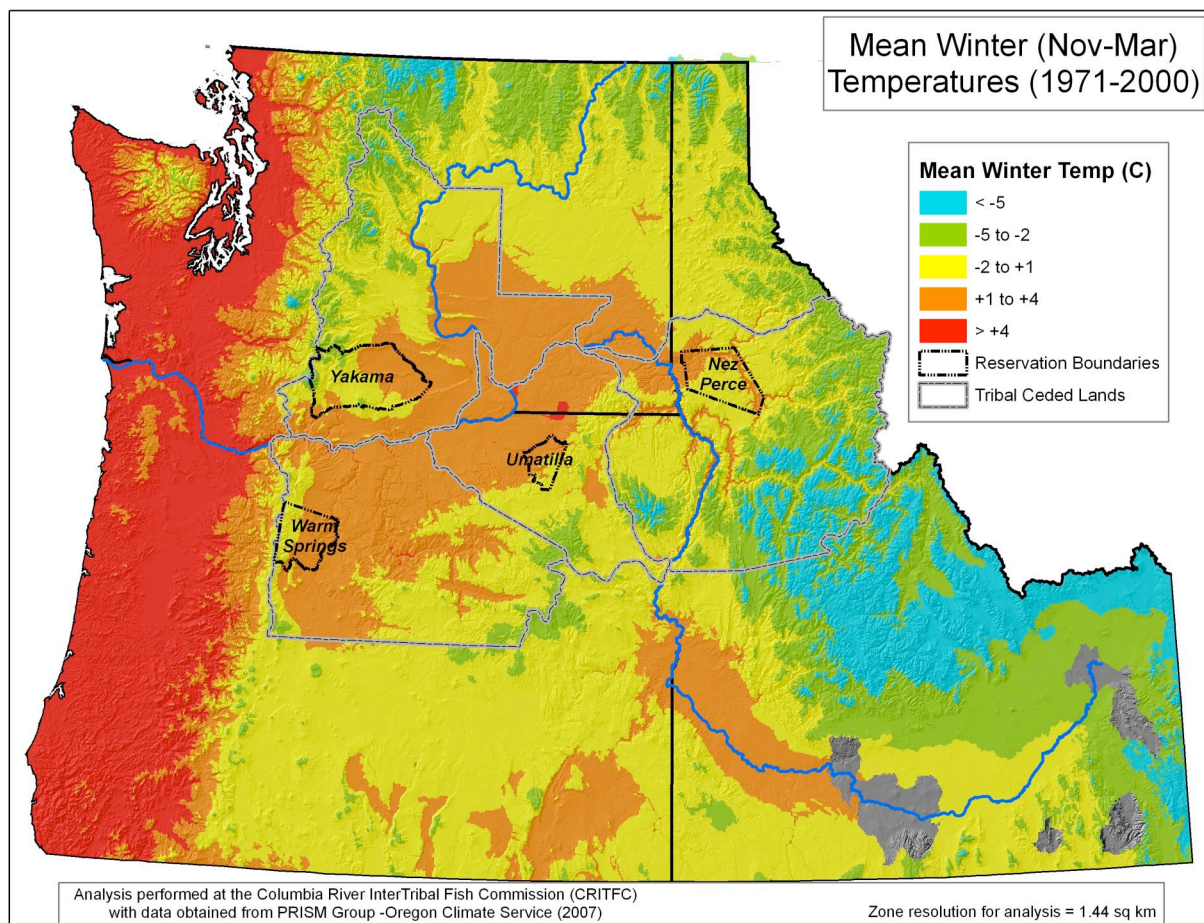 Mean Winter (Nov-Mar)
Temperatures (1971-2000)
Mean Winter Temp (C)
< -5
-5 to -2
-2 to +1
+1 to +4
> +4
Reservation Boundaries
Tribal Ceded Lands
Yakama
Nez
Perce
Umatilla
Warm
Springs
Analysis performed at the Columbia River InterTribal Fish Commission (CRITFC)
with data obtained from PRISM Group -Oregon Climate Service (2007)
Zone resolution for analysis = 1.44 sq km